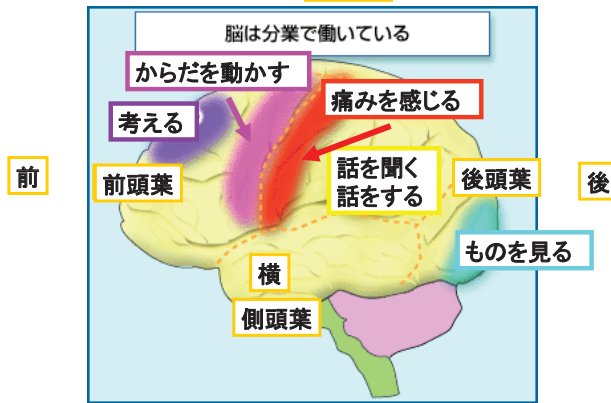 脳は分業で働いている
からだを動かす
痛みを感じる
考える
前
前頭葉
話を聞く
話をする
後頭葉
後
ものを見る
横
側頭葉